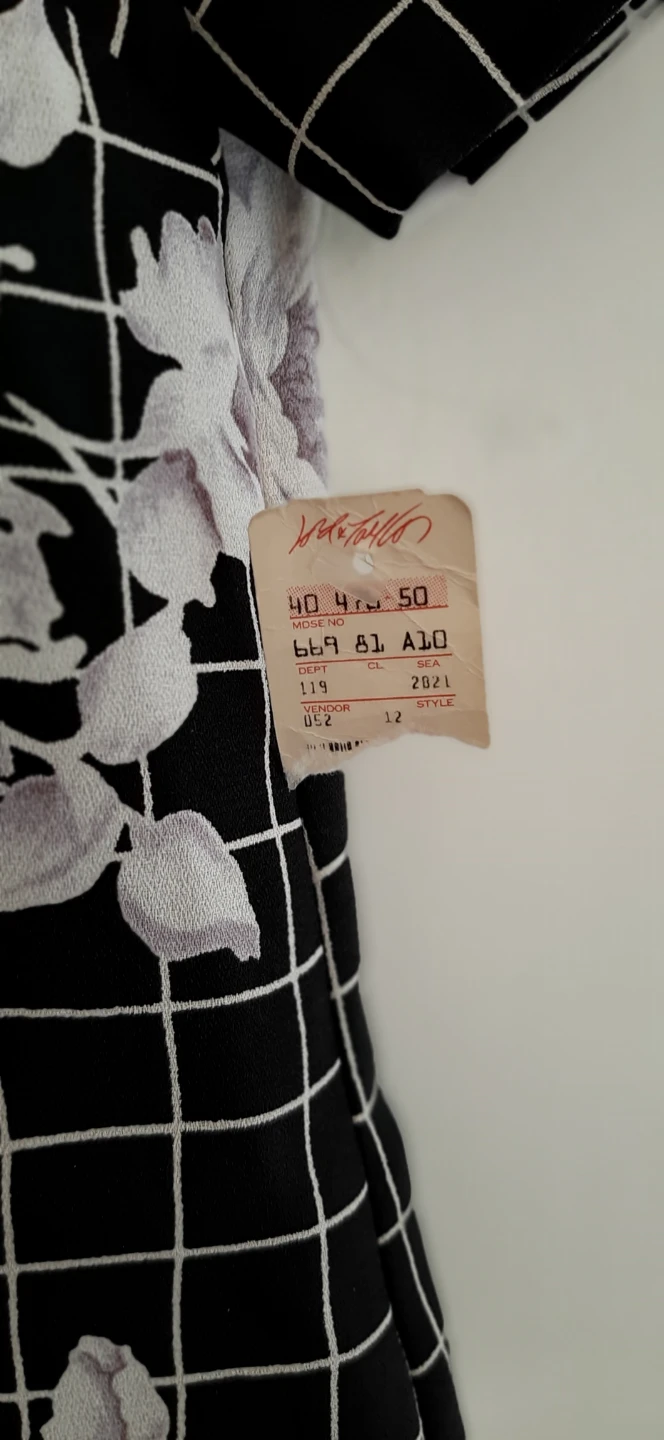 Lord & Taylor
40 50
MDSE NO
669 81 A10
DEPT CL SEA
119 2821
VENDOR STYLE
052 12